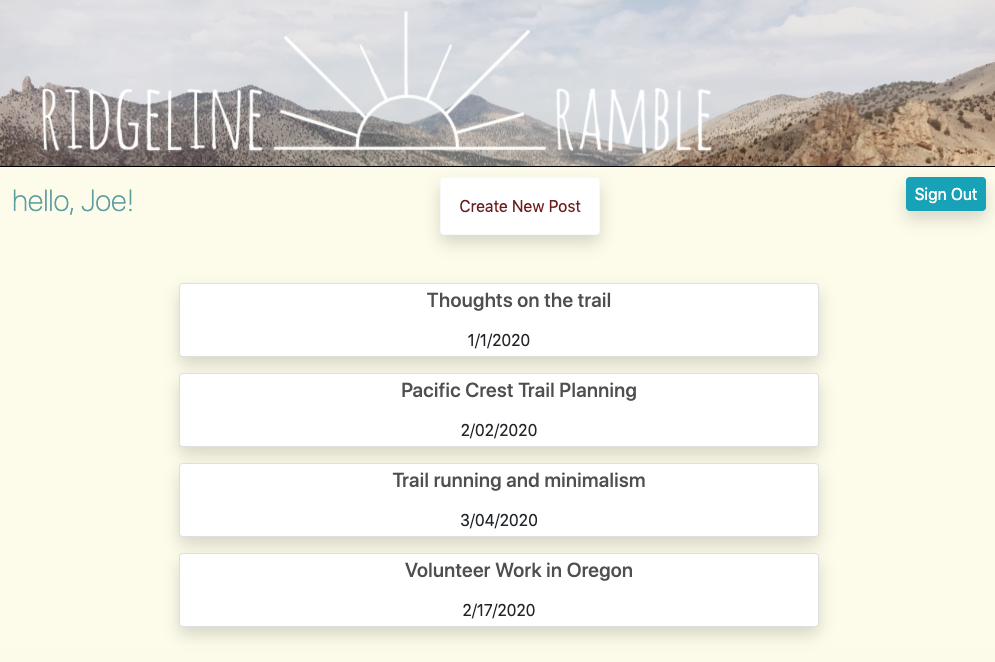 RIDGELINE RAMBLE
hello, Joe!
Create New Post
Sign Out
Thoughts on the trail
1/1/2020
Pacific Crest Trail Planning
2/02/2020
Trail running and minimalism
3/04/2020
Volunteer Work in Oregon
2/17/2020